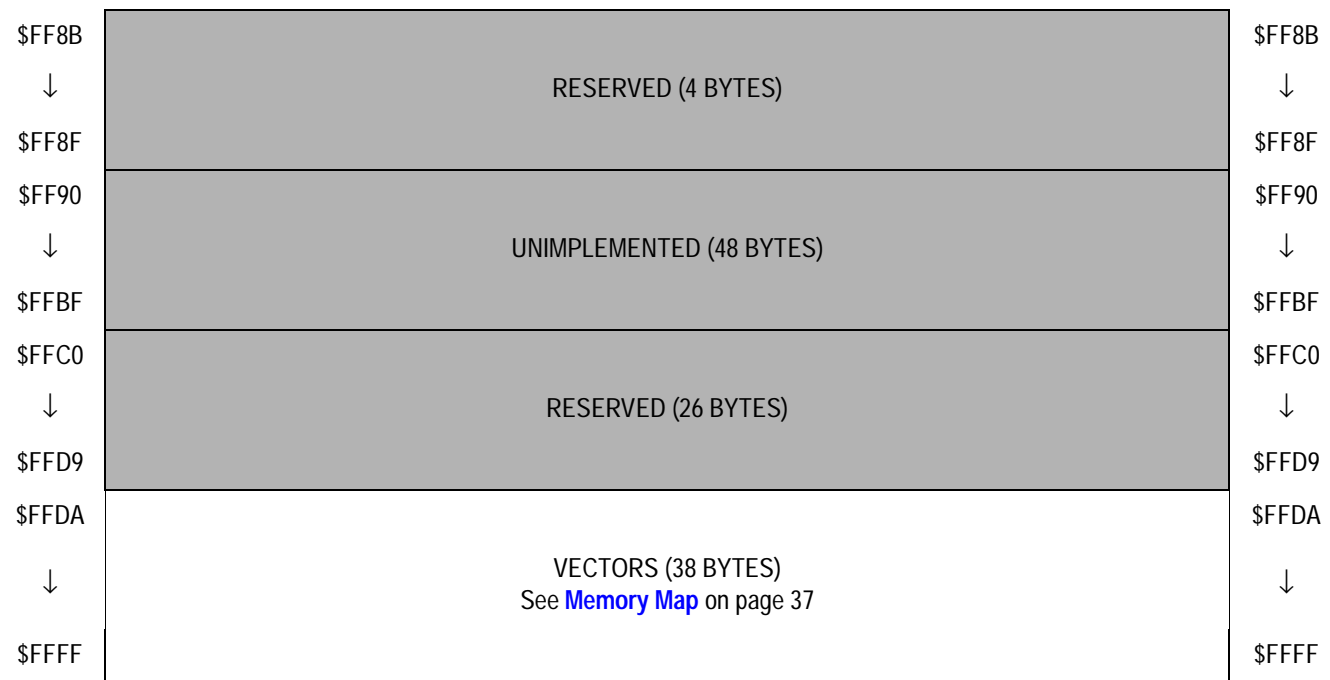 $FF8B $FF8B
↓ RESERVED (4 BYTES) ↓
$FF8F $FF8F
$FF90 $FF90
↓ UNIMPLEMENTED (48 BYTES) ↓
$FFBF $FFBF
$FFC0 $FFC0
↓ RESERVED (26 BYTES) ↓
$FFD9 $FFD9
$FFDA $FFDA
VECTORS (38 BYTES)
↓ ↓
See Memory Map on page 37
$FFFF $FFFF